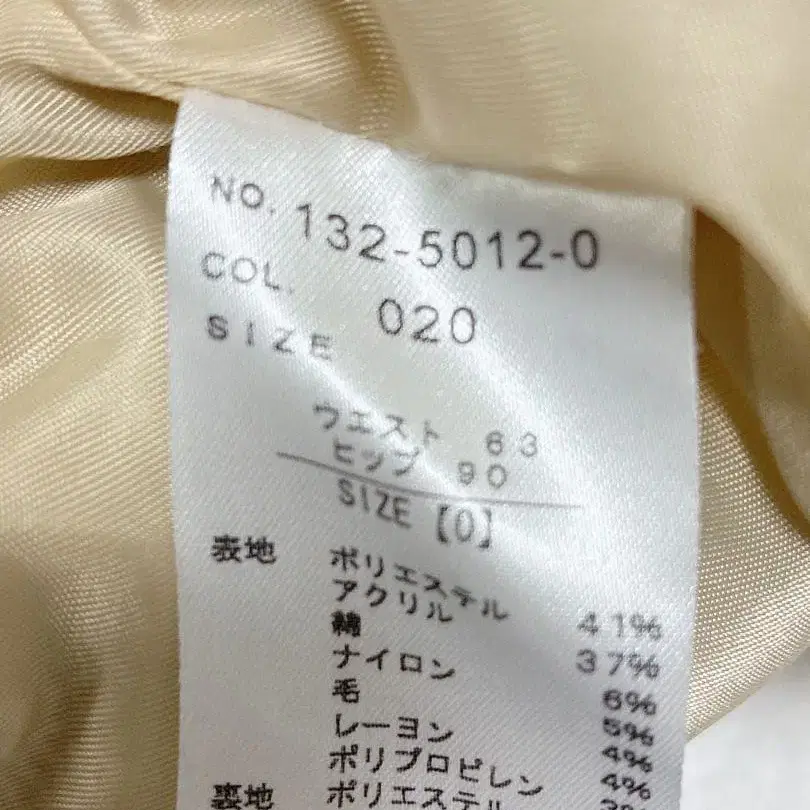 NO. 132-5012-0
COL. 020
SIZE
ウエスト 63
ヒップ 90
SIZE【0】
表地 ポリエステル 41%
アクリル 37%
綿 6%
ナイロン 5%
毛 4%
レーヨン 4%
ポリプロピレン 3%
裏地 ポリエステル